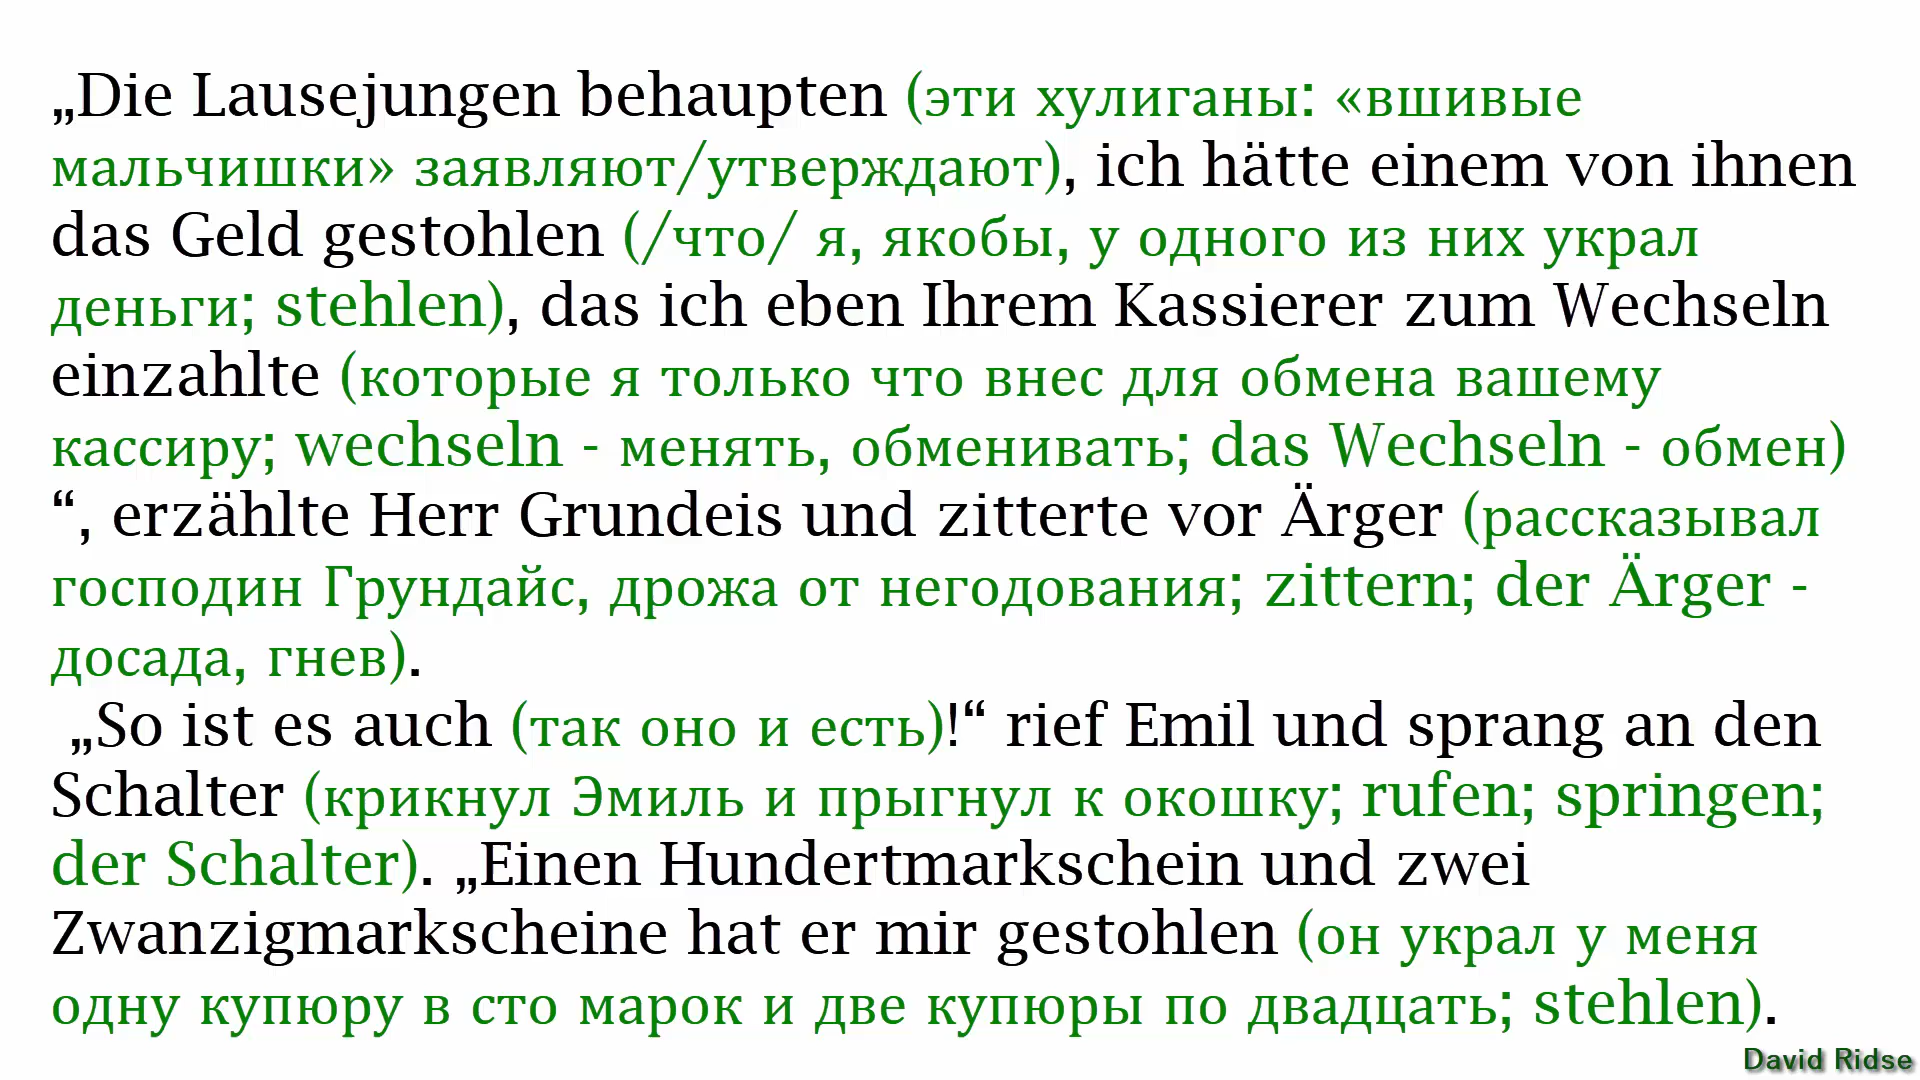 „Die Lausejungen behaupten (эти хулиганы: «вшивые
мальчишки» заявляют/утверждают), ich hätte einem von ihnen
das Geld gestohlen (/что/ я, якобы, у одного из них украл
деньги; stehlen), das ich eben Ihrem Kassierer zum Wechseln
einzahlte (которые я только что внес для обмена вашему
кассиру; wechseln - менять, обменивать; das Wechseln - обмен)
“, erzählte Herr Grundeis und zitterte vor Ärger (рассказывал
господин Грундайс, дрожа от негодования; zittern; der Ärger -
досада, гнев).
„So ist es auch (так оно и есть)!“ rief Emil und sprang an den
Schalter (крикнул Эмиль и прыгнул к окошку; rufen; springen;
der Schalter). „Einen Hundertmarkschein und zwei
Zwanzigmarkscheine hat er mir gestohlen (он украл у меня
одну купюру в сто марок и две купюры по двадцать; stehlen).
David Ridse